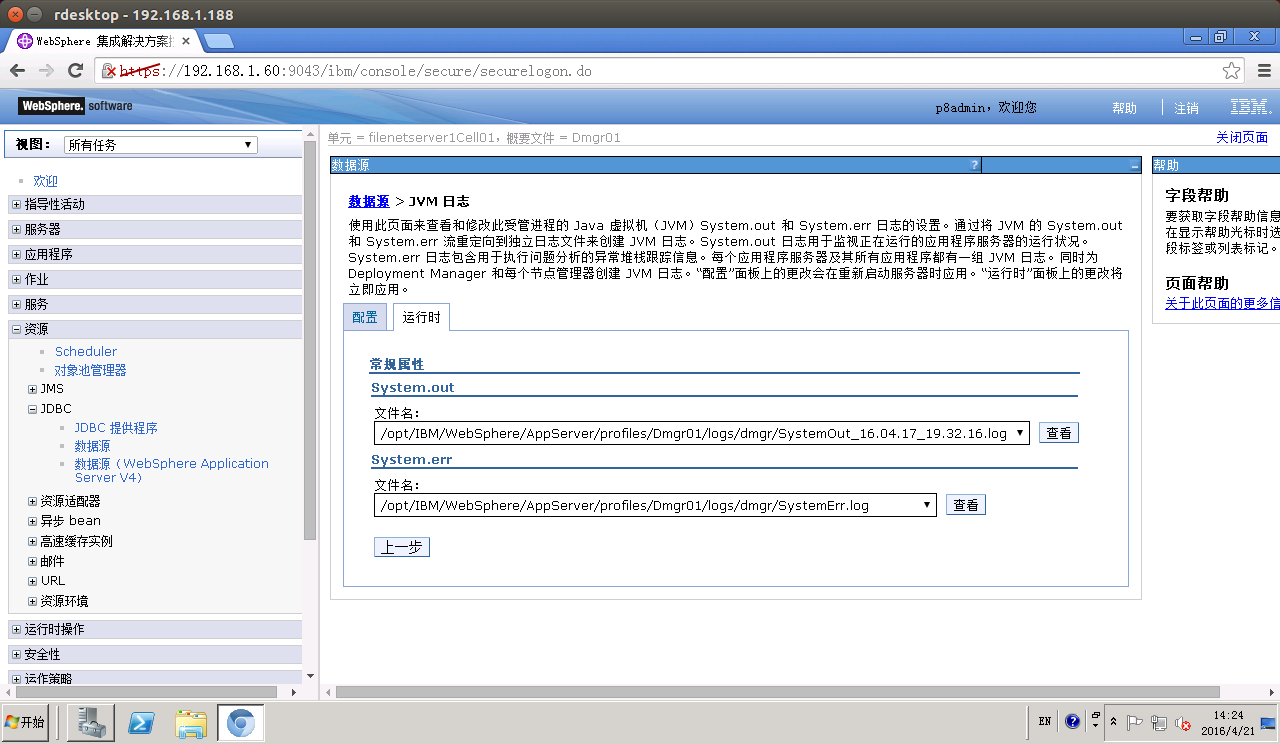 rdesktop - 192.168.1.188
WebSphere 集成解决方案控
https://192.168.1.60:9043/ibm/console/secure/securelogon.do
WebSphere. software
p8admin，欢迎您
帮助
注销
IBM.
视图：
所有任务
单元 = filenetserver1Cell01，概要文件 = Dmgr01
关闭页面
欢迎
指导性活动
服务器
应用程序
作业
服务
资源
Scheduler
对象池管理器
JMS
JDBC
JDBC 提供程序
数据源
数据源（WebSphere Application
Server V4）
资源适配器
异步 bean
高速缓存实例
邮件
URL
资源环境
运行时操作
安全性
运作策略
数据源
?
数据源 > JVM 日志
使用此页面来查看和修改此受管进程的 Java 虚拟机（JVM）System.out 和 System.err 日志的设置。通过将 JVM 的 System.out
和 System.err 流重定向到独立日志文件来创建 JVM 日志。System.out 日志用于监视正在运行的应用程序服务器的运行状况。
System.err 日志包含用于执行问题分析的异常堆栈跟踪信息。每个应用程序服务器及其所有应用程序都有一组 JVM 日志。同时为
Deployment Manager 和每个节点管理器创建 JVM 日志。“配置”面板上的更改会在重新启动服务器时应用。“运行时”面板上的更改将
立即应用。
配置
运行时
常规属性
System.out
文件名：
/opt/IBM/WebSphere/AppServer/profiles/Dmgr01/logs/dmgr/SystemOut_16.04.17_19.32.16.log
查看
System.err
文件名：
/opt/IBM/WebSphere/AppServer/profiles/Dmgr01/logs/dmgr/SystemErr.log
查看
上一步
帮助
字段帮助
要获取字段帮助信息
在显示帮助光标时选
段标签或列表标记。
页面帮助
关于此页面的更多信
开始
EN
?
14:24
2016/4/21